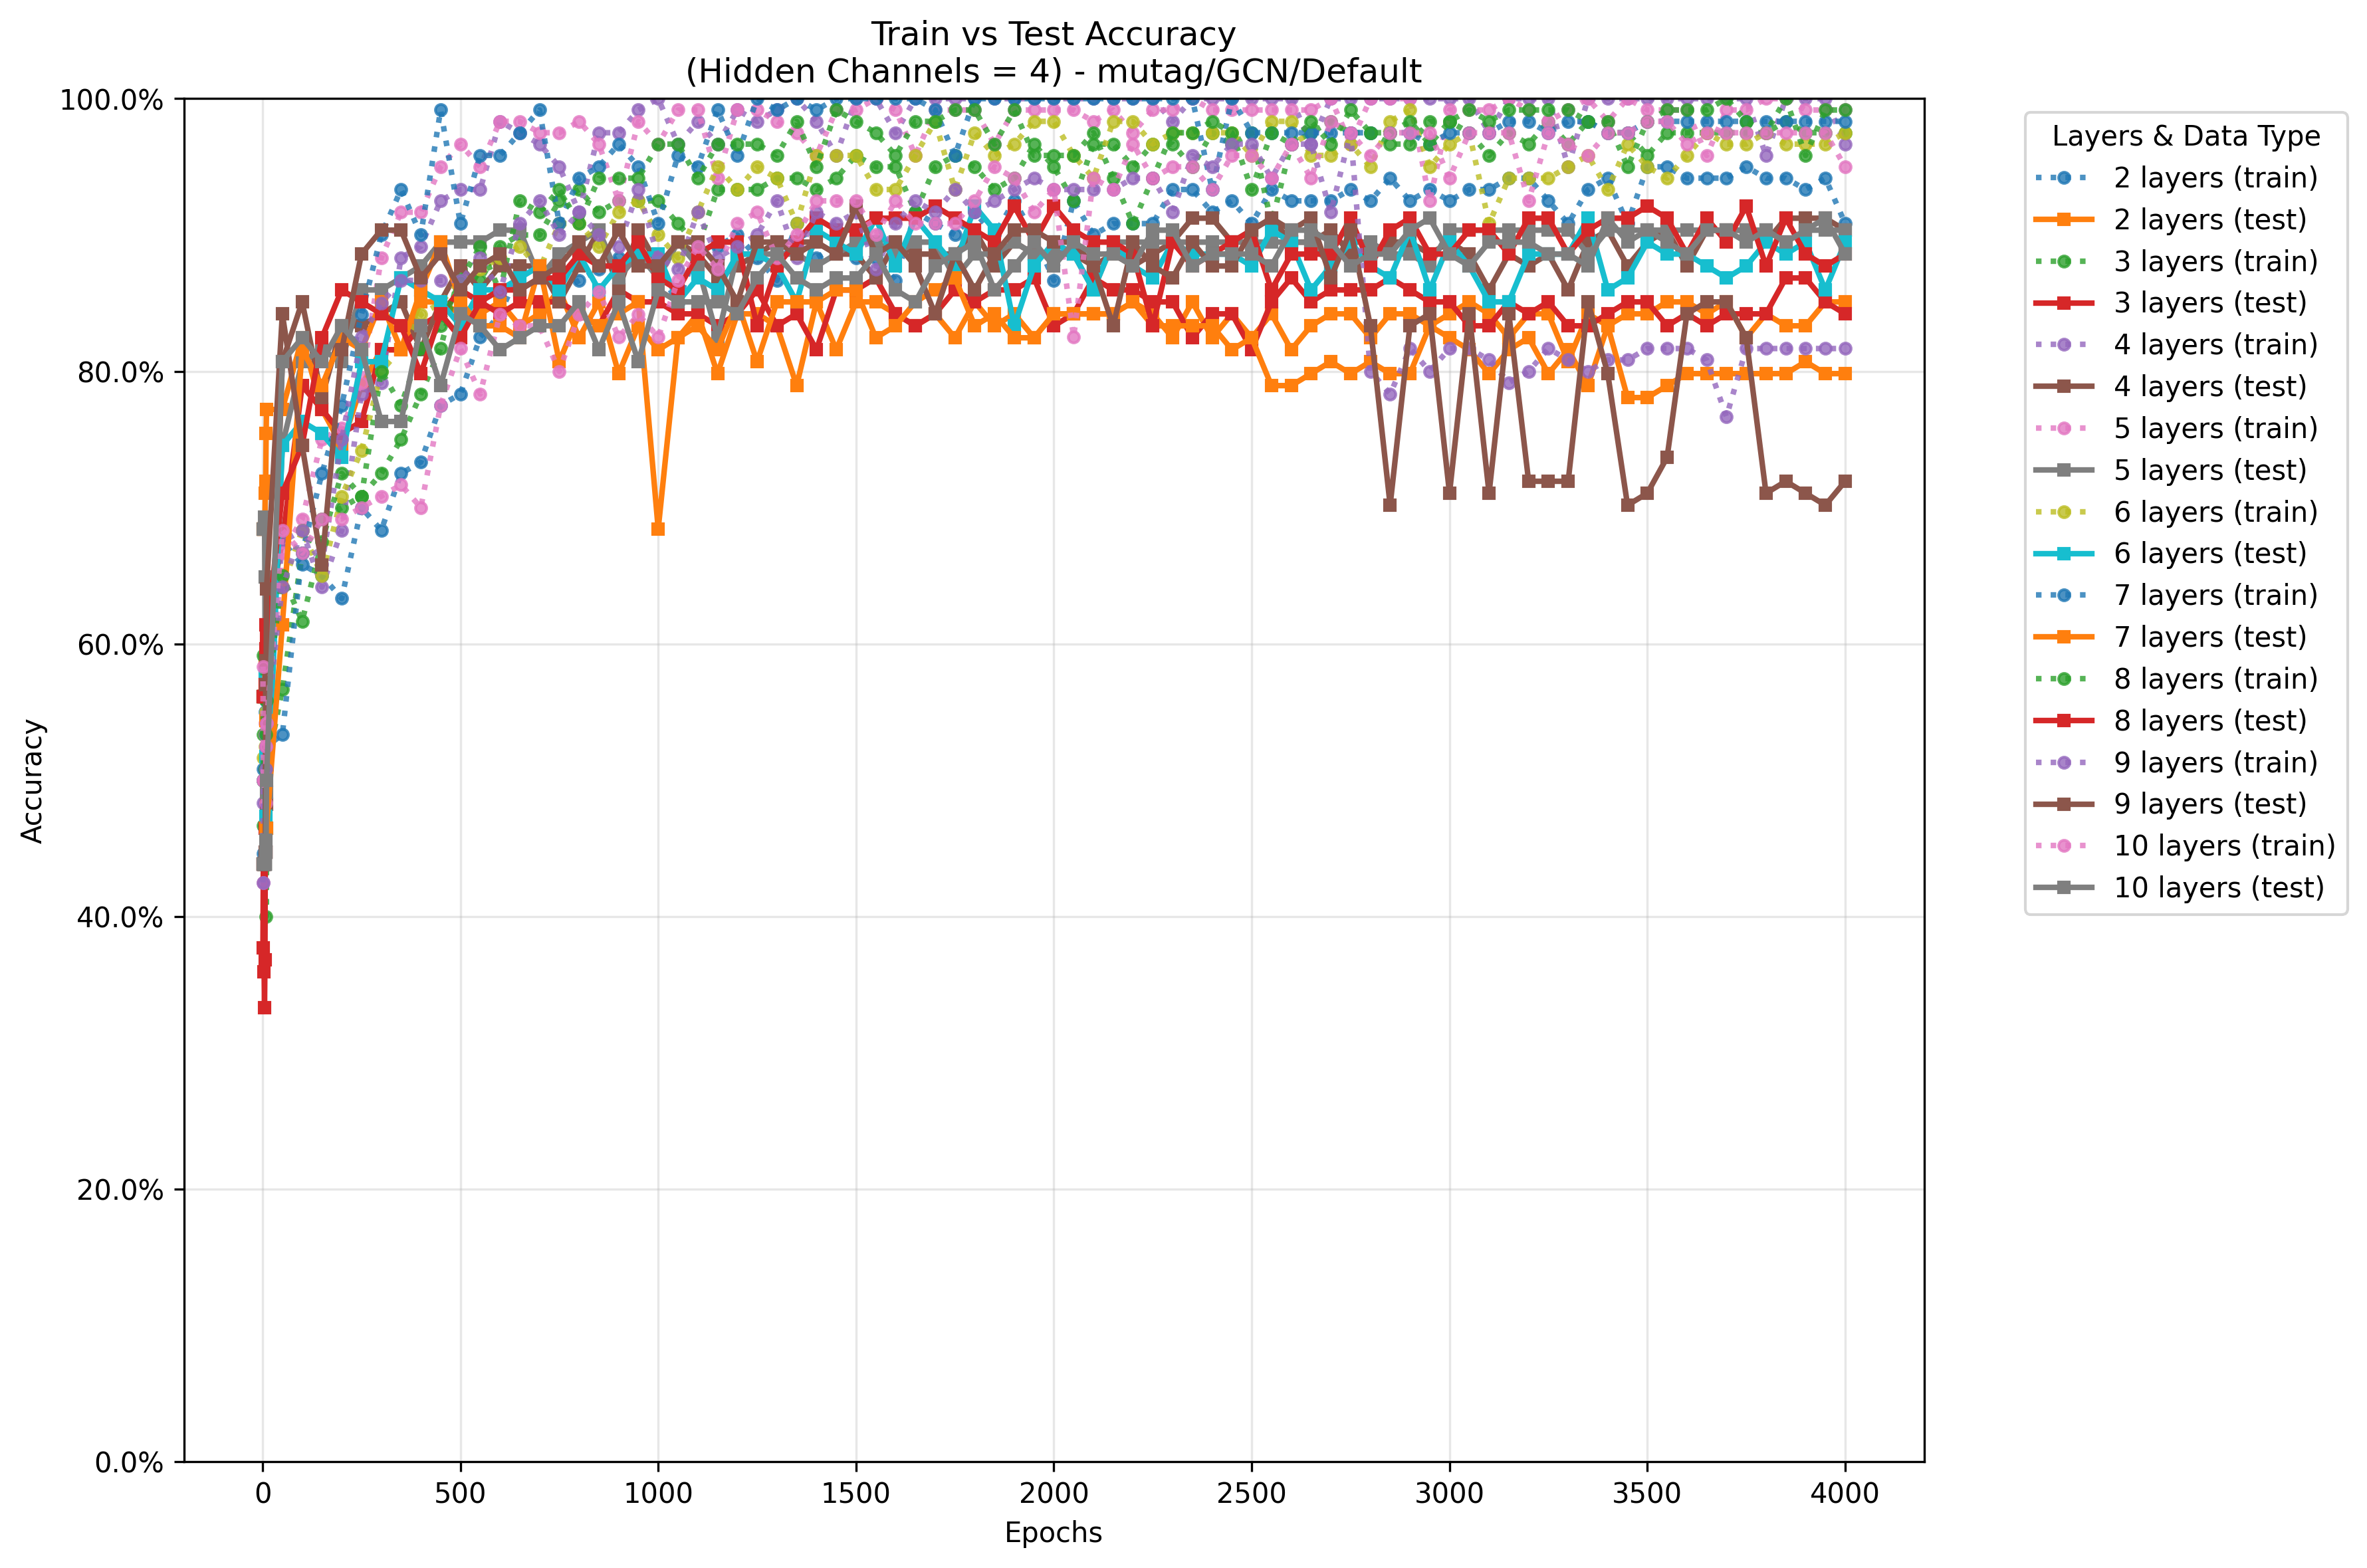 Train vs Test Accuracy
(Hidden Channels = 4) - mutag/GCN/Default
100.0%
80.0%
60.0%
40.0%
20.0%
0.0%
Accuracy
0
500
1000
1500
2000
2500
3000
3500
4000
Epochs
Layers & Data Type
2 layers (train)
2 layers (test)
3 layers (train)
3 layers (test)
4 layers (train)
4 layers (test)
5 layers (train)
5 layers (test)
6 layers (train)
6 layers (test)
7 layers (train)
7 layers (test)
8 layers (train)
8 layers (test)
9 layers (train)
9 layers (test)
10 layers (train)
10 layers (test)